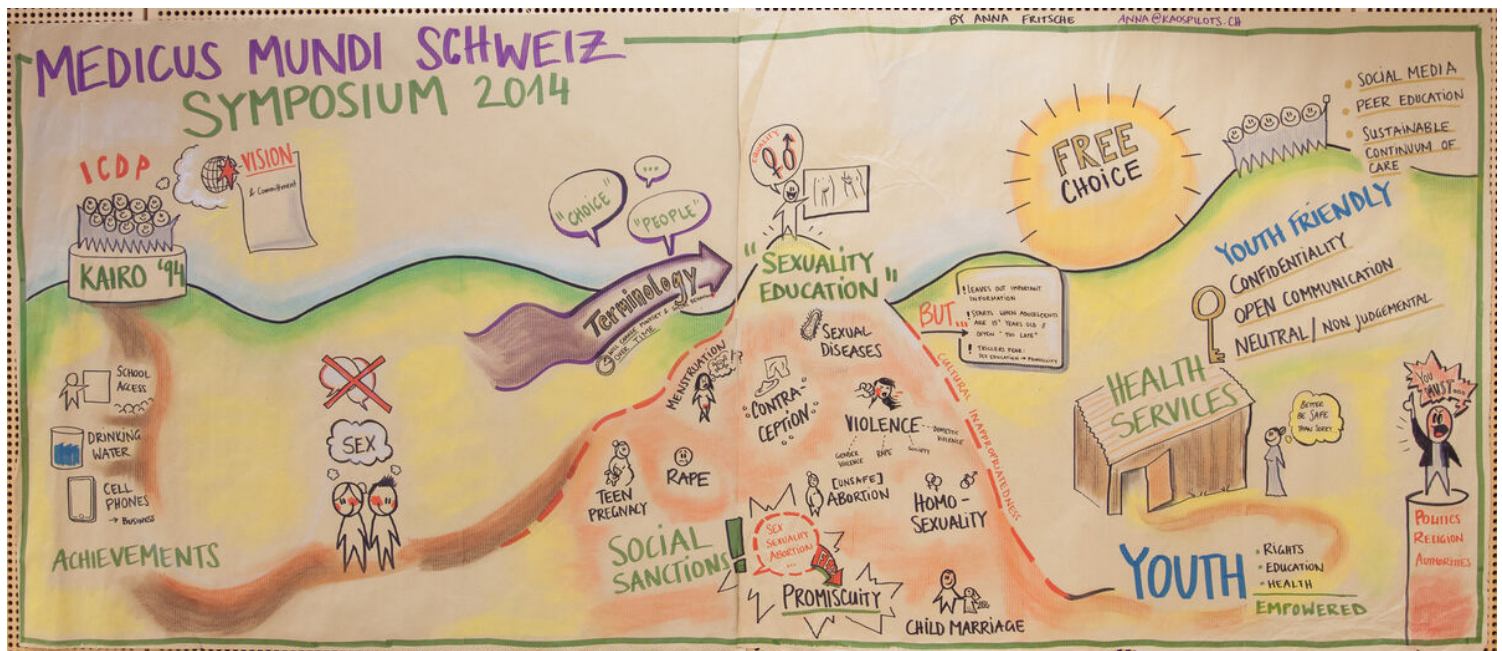 BY ANNA FRITSCHE ANNA@KAOSPILOTS.CH
MEDICUS MUNDI SCHWEIZ
SYMPOSIUM 2014
ICDP
VISION
& Commitment
KAIRO '94
SCHOOL
ACCESS
DRINKING
WATER
CELL
PHONES
→ BUSINESS
ACHIEVEMENTS
SEX
"CHOICE"
...
"PEOPLE"
Terminology
WILL CHANGE MINDSET &
OVER TIME
EQUALITY
"SEXUALITY
EDUCATION"
BUT...
! LEAVES OUT IMPORTANT
INFORMATION
! STARTS WHEN ADOLESCENTS
ARE 15 YEARS OLD
OFTEN "TOO LATE"
! TRIGGERS FEAR:
SEX EDUCATION → PROMISCUITY
CULTURAL INAPPROPRIATEDNESS
MENSTRUATION
SEXUAL
DISEASES
CONTRA-
CEPTION
VIOLENCE
DOMESTIC
VIOLENCE
GENDER
VIOLENCE
RAPE
SOCIETY
TEEN
PREGNANCY
RAPE
[UNSAFE]
ABORTION
HOMO-
SEXUALITY
SOCIAL
SANCTIONS!
SEX
SEXUALITY
ABORTION
...
PROMISCUITY
CHILD MARRIAGE
FREE
CHOICE
• SOCIAL MEDIA
• PEER EDUCATION
• SUSTAINABLE
CONTINUUM OF
CARE
YOUTH FRIENDLY
CONFIDENTIALITY
OPEN COMMUNICATION
NEUTRAL/NON JUDGEMENTAL
HEALTH
SERVICES
BETTER
BE SAFE
THAN SORRY
YOU
MUST...
POLITICS
RELIGION
AUTHORITIES
YOUTH
• RIGHTS
• EDUCATION
• HEALTH
EMPOWERED